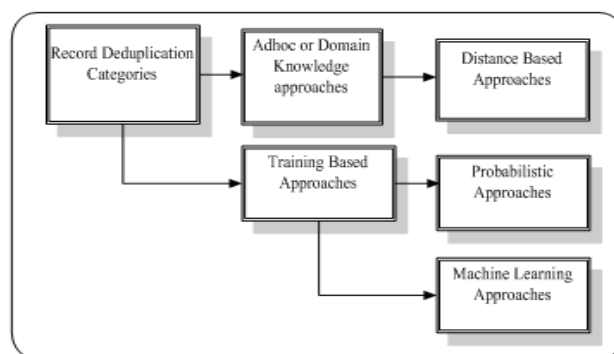 Record Deduplication
Categories
Adhoc or Domain
Knowledge
approaches
Distance Based
Approaches
Training Based
Approaches
Probabilistic
Approaches
Machine Learning
Approaches